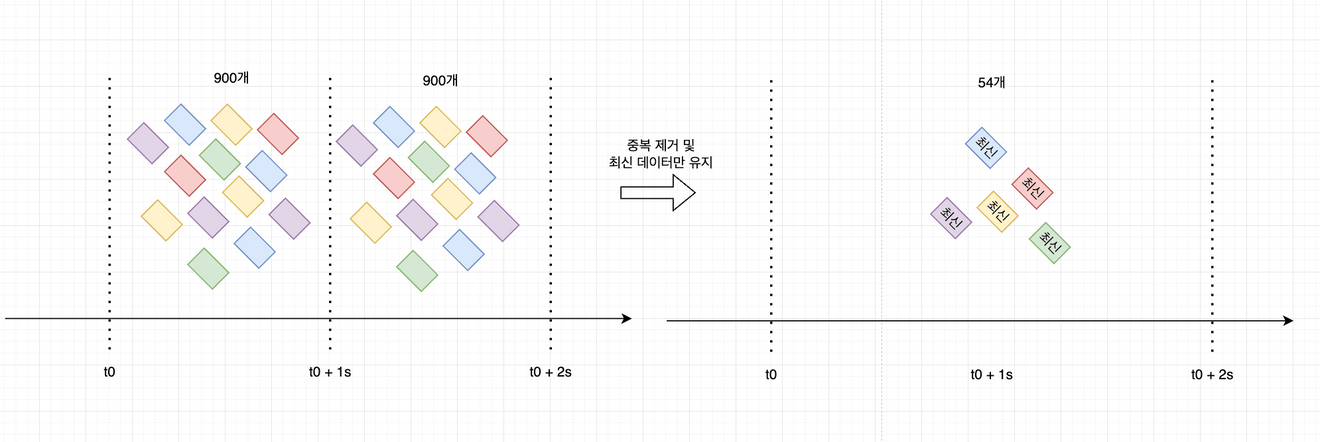 900개
900개
t0
t0 + 1s
t0 + 2s
중복 제거 및
최신 데이터만 유지
54개
최신
최신
최신
최신
최신
t0
t0 + 1s
t0 + 2s